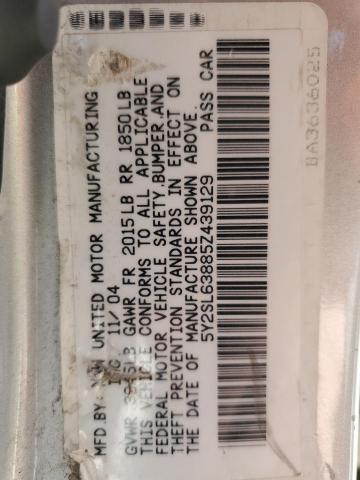 MFD.BY: UNITED MOTOR MANUFACTURING
11/04
GVWR GAWR FR 2015LB RR 1850LB
THIS VEHICLE CONFORMS TO ALL APPLICABLE
FEDERAL MOTOR VEHICLE SAFETY,BUMPER,AND
THEFT PREVENTION STANDARDS IN EFFECT ON
THE DATE OF MANUFACTURE SHOWN ABOVE.
5Y2SL63885Z439129 PASS CAR
BA3636025